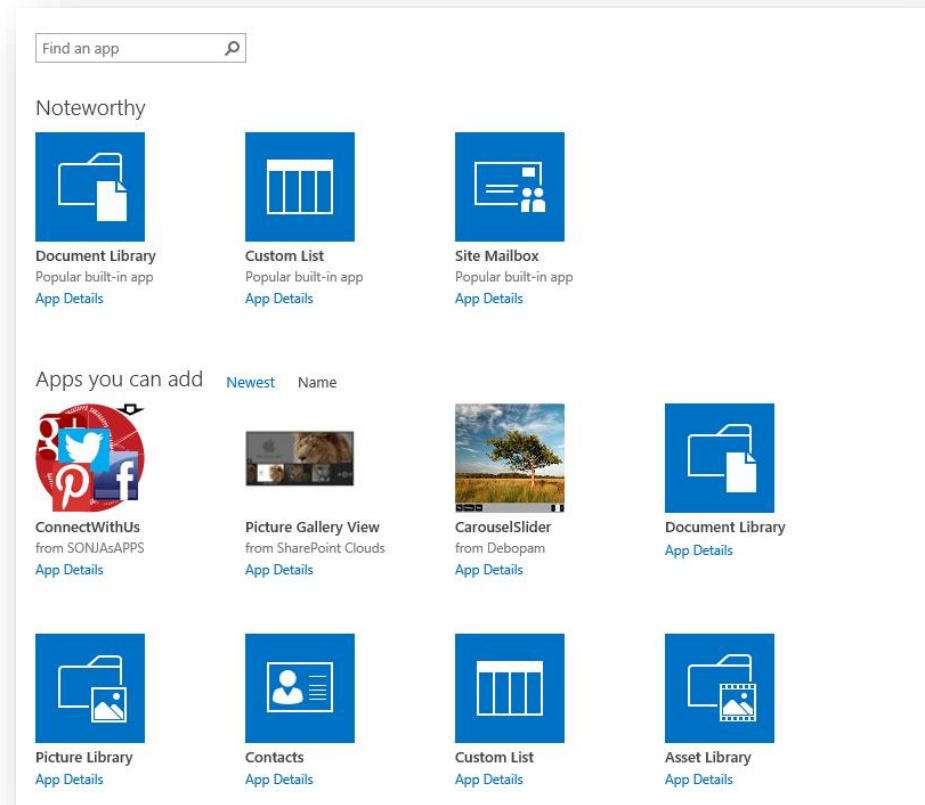 Find an app
Noteworthy
Document Library
Popular built-in app
App Details
Custom List
Popular built-in app
App Details
Site Mailbox
Popular built-in app
App Details
Apps you can add Newest Name
ConnectWithUs
from SONJAsAPPS
App Details
Picture Gallery View
from SharePoint Clouds
App Details
CarouselSlider
from Debopam
App Details
Document Library
App Details
Picture Library
App Details
Contacts
App Details
Custom List
App Details
Asset Library
App Details